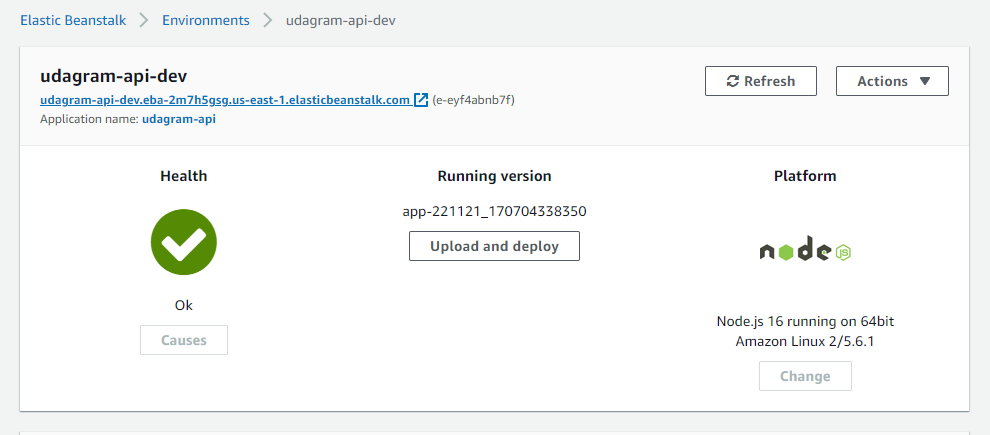 Elastic Beanstalk > Environments > udagram-api-dev
udagram-api-dev
Refresh
Actions
udagram-api-dev.eba-2m7h5gsg.us-east-1.elasticbeanstalk.com (e-eyf4abnb7f)
Application name: udagram-api
Health
Running version
Platform
app-221121_170704338350
Upload and deploy
node
JS
Ok
Causes
Node.js 16 running on 64bit
Amazon Linux 2/5.6.1
Change